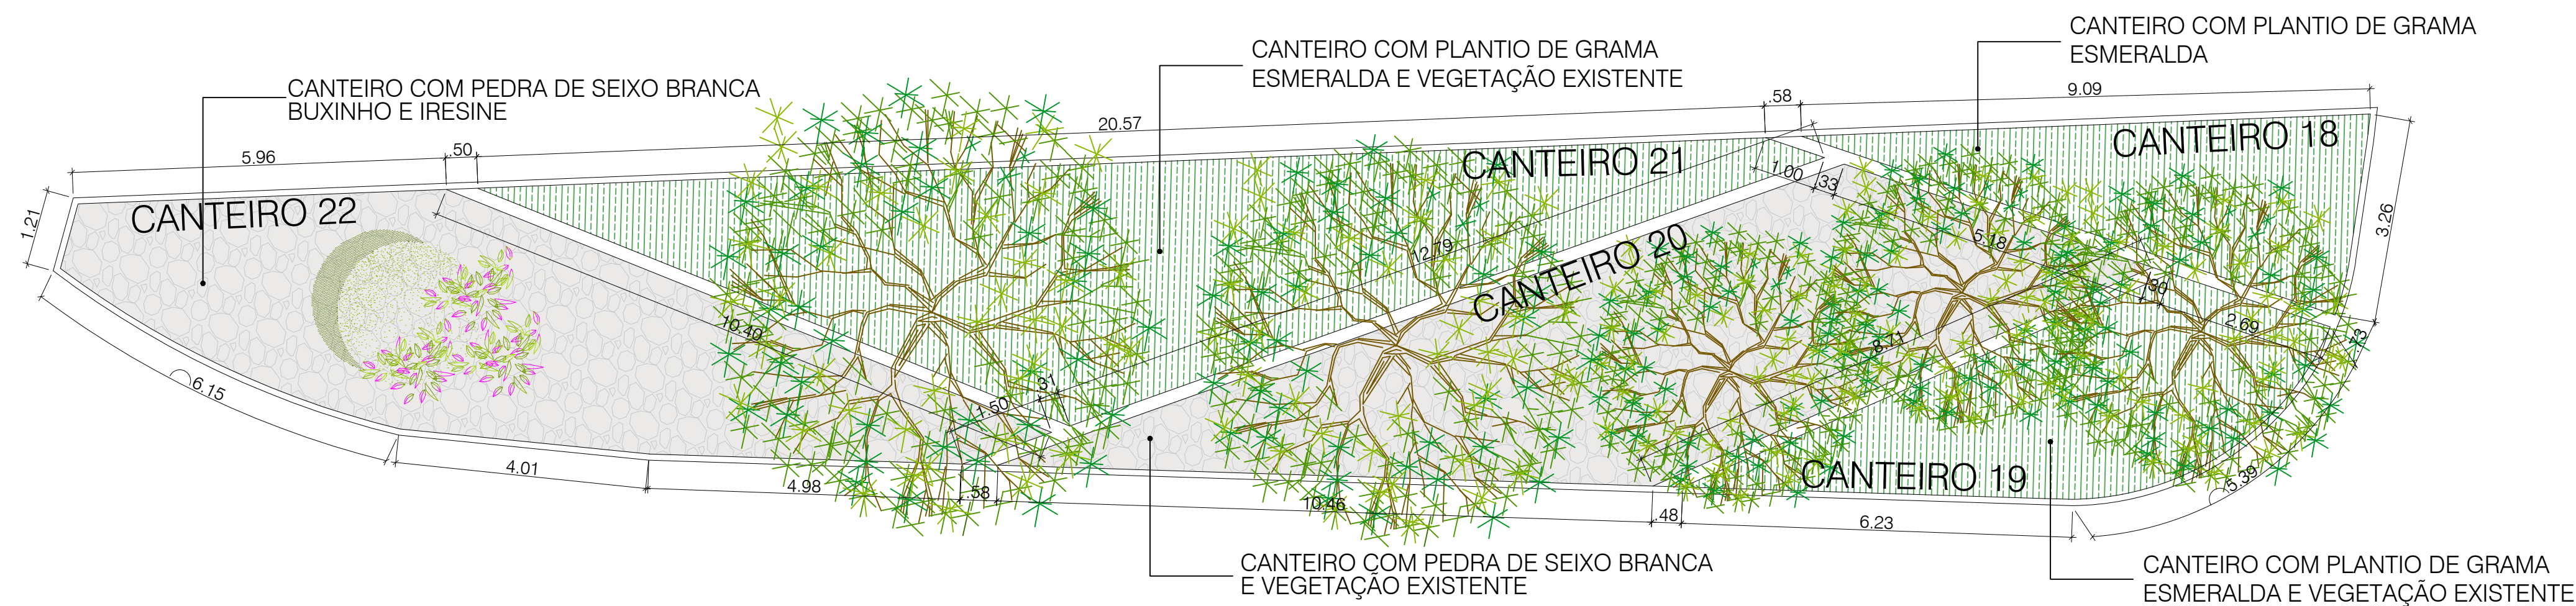 CANTEIRO COM PLANTIO DE GRAMA
ESMERALDA
CANTEIRO COM PLANTIO DE GRAMA
ESMERALDA E VEGETAÇÃO EXISTENTE
CANTEIRO COM PEDRA DE SEIXO BRANCA
BUXINHO E IRESINE
9.09
.58
20.57
.50
5.96
CANTEIRO 18
CANTEIRO 21
CANTEIRO 22
1.00
.33
1.21
3.26
CANTEIRO 20
5.18
12.79
.30
2.69
10.49
8.71
.23
.31
1.50
6.15
4.01
4.98
.58
10.46
.48
6.23
CANTEIRO 19
5.39
CANTEIRO COM PEDRA DE SEIXO BRANCA
E VEGETAÇÃO EXISTENTE
CANTEIRO COM PLANTIO DE GRAMA
ESMERALDA E VEGETAÇÃO EXISTENTE